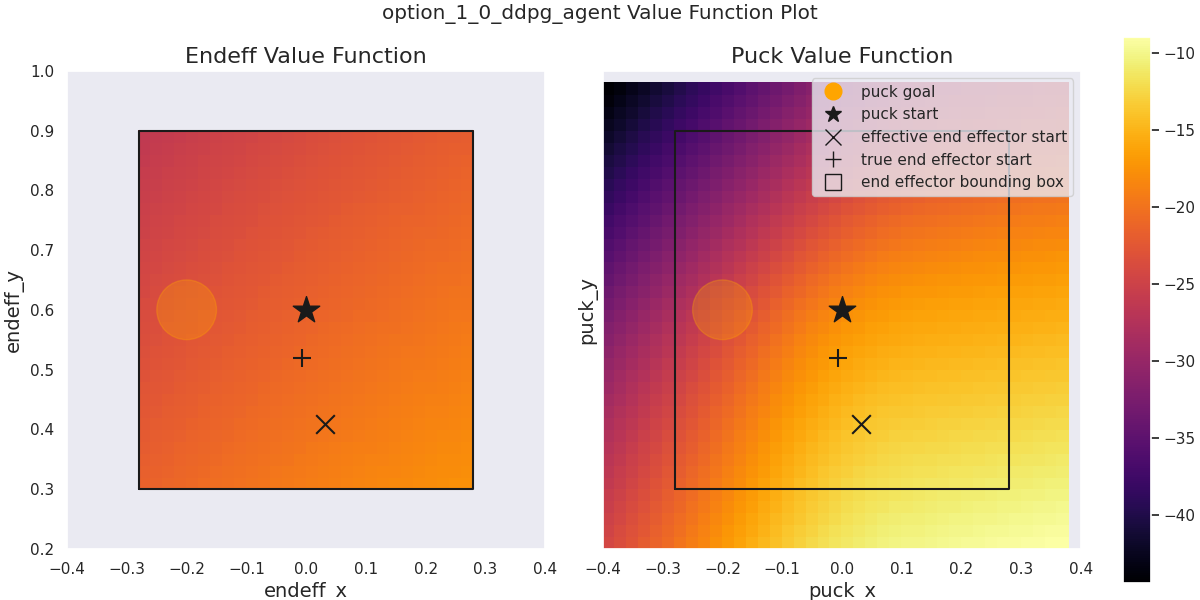 option_1_0_ddpg_agent Value Function Plot
Endeff Value Function
Puck Value Function
1.0
0.9
0.8
0.7
0.6
0.5
0.4
0.3
0.2
endeff_y
−0.4 −0.3 −0.2 −0.1 0.0 0.1 0.2 0.3 0.4
endeff_x
puck_y
puck goal
puck start
effective end effector start
true end effector start
end effector bounding box
−0.4 −0.3 −0.2 −0.1 0.0 0.1 0.2 0.3 0.4
puck_x
−10
−15
−20
−25
−30
−35
−40